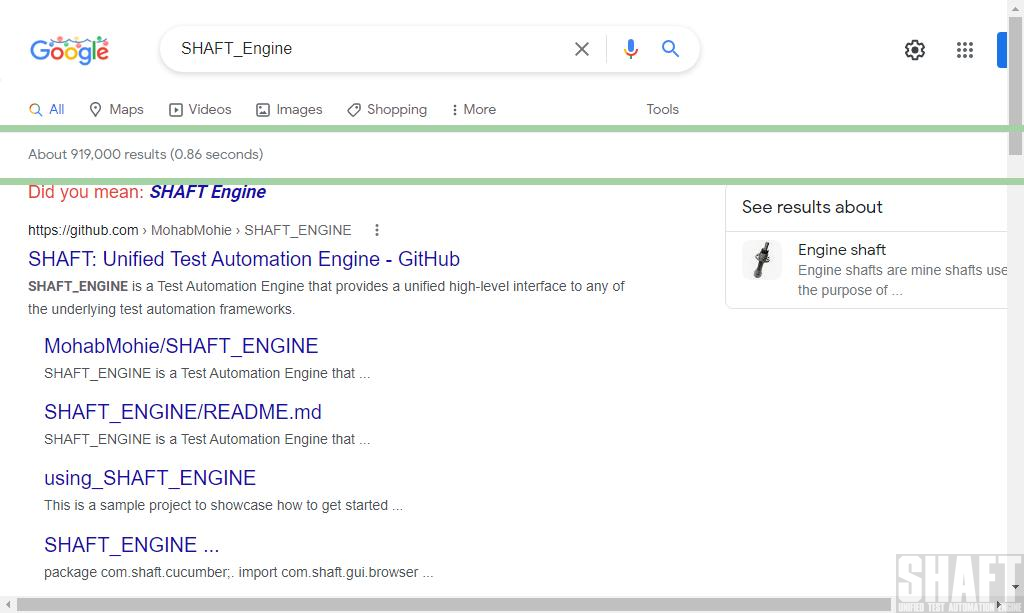 Google
SHAFT_Engine
All
Maps
Videos
Images
Shopping
More
Tools
About 919,000 results (0.86 seconds)
Did you mean: SHAFT Engine
See results about
https://github.com › MohabMohie › SHAFT_ENGINE
Engine shaft
SHAFT: Unified Test Automation Engine - GitHub
Engine shafts are mine shafts use
the purpose of ...
SHAFT_ENGINE is a Test Automation Engine that provides a unified high-level interface to any of
the underlying test automation frameworks.
MohabMohie/SHAFT_ENGINE
SHAFT_ENGINE is a Test Automation Engine that ...
SHAFT_ENGINE/README.md
SHAFT_ENGINE is a Test Automation Engine that ...
using_SHAFT_ENGINE
This is a sample project to showcase how to get started ...
SHAFT_ENGINE ...
package com.shaft.cucumber;. import com.shaft.gui.browser ...
SHAFT
UNIFIED TEST AUTOMATION